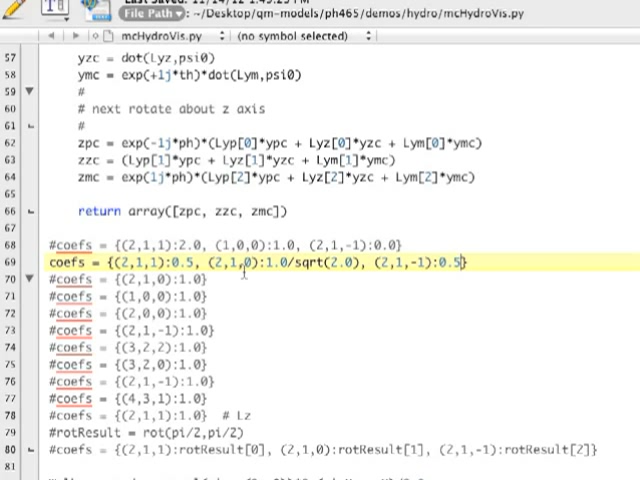 Last Saved: 11/14/12 1:49:23 PM
File Path ▾: ~/Desktop/qm-models/ph465/demos/hydro/mcHydroVis.py
mcHydroVis.py (no symbol selected)
57 yzc = dot(Lyz,psi0)
58 ymc = exp(+1j*th)*dot(Lym,psi0)
59 #
60 # next rotate about z axis
61 #
62 zpc = exp(-1j*ph)*(Lyp[0]*ypc + Lyz[0]*yzc + Lym[0]*ymc)
63 zzc = (Lyp[1]*ypc + Lyz[1]*yzc + Lym[1]*ymc)
64 zmc = exp(1j*ph)*(Lyp[2]*ypc + Lyz[2]*yzc + Lym[2]*ymc)
65
66 return array([zpc, zzc, zmc])
67
68 #coefs = {(2,1,1):2.0, (1,0,0):1.0, (2,1,-1):0.0}
69 coefs = {(2,1,1):0.5, (2,1,0):1.0/sqrt(2.0), (2,1,-1):0.5}
70 #coefs = {(2,1,0):1.0}
71 #coefs = {(1,0,0):1.0}
72 #coefs = {(2,0,0):1.0}
73 #coefs = {(2,1,-1):1.0}
74 #coefs = {(3,2,2):1.0}
75 #coefs = {(3,2,0):1.0}
76 #coefs = {(2,1,-1):1.0}
77 #coefs = {(4,3,1):1.0}
78 #coefs = {(2,1,1):1.0} # Lz
79 #rotResult = rot(pi/2,pi/2)
80 #coefs = {(2,1,1):rotResult[0], (2,1,0):rotResult[1], (2,1,-1):rotResult[2]}
81